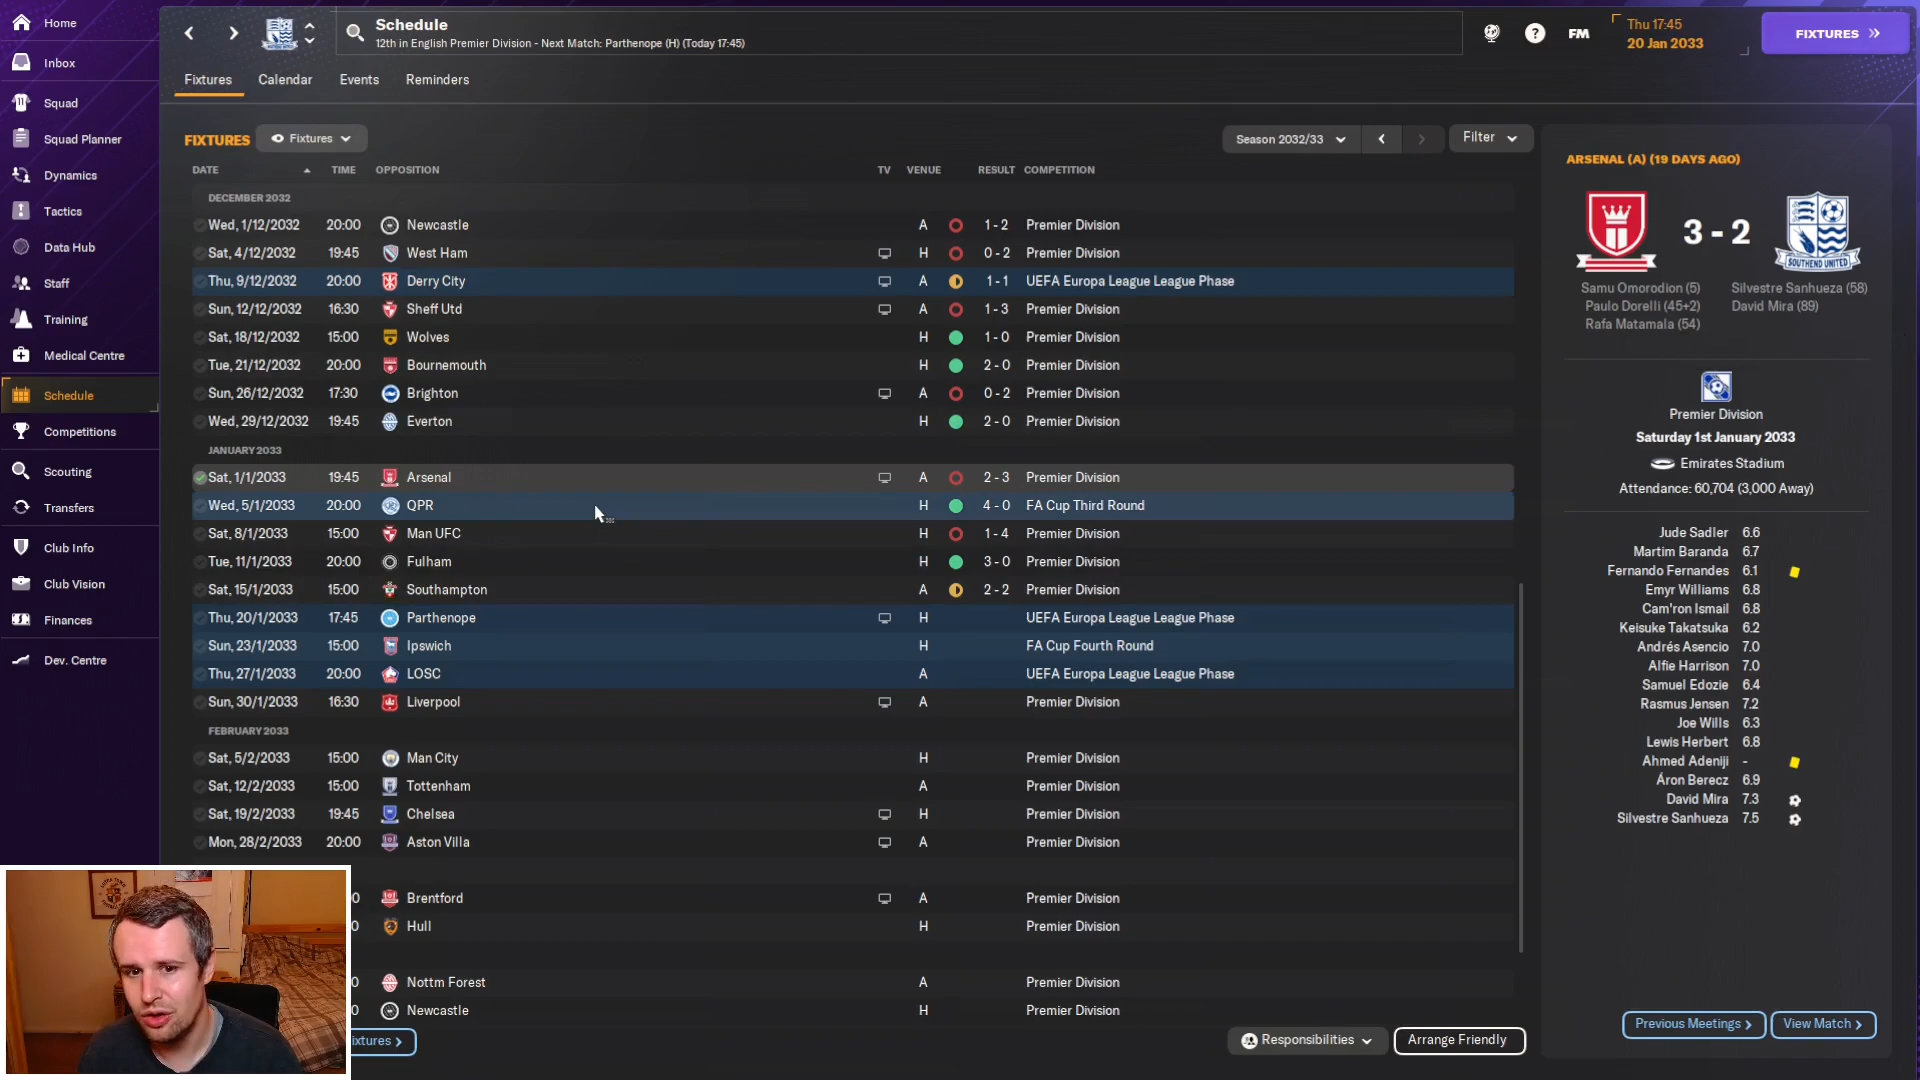 Home
Inbox
Squad
Squad Planner
Dynamics
Tactics
Data Hub
Staff
Training
Medical Centre
Schedule
Competitions
Scouting
Transfers
Club Info
Club Vision
Finances
Dev. Centre
Schedule
12th in English Premier Division - Next Match: Parthenope (H) (Today 17:45)
FM
Thu 17:45
20 Jan 2033
FIXTURES
Fixtures Calendar Events Reminders
FIXTURES Fixtures Season 2032/33 Filter
DATE TIME OPPOSITION TV VENUE RESULT COMPETITION
DECEMBER 2032
Wed, 1/12/2032 20:00 Newcastle A 1 - 2 Premier Division
Sat, 4/12/2032 19:45 West Ham H 0 - 2 Premier Division
Thu, 9/12/2032 20:00 Derry City A 1 - 1 UEFA Europa League League Phase
Sun, 12/12/2032 16:30 Sheff Utd A 1 - 3 Premier Division
Sat, 18/12/2032 15:00 Wolves H 1 - 0 Premier Division
Tue, 21/12/2032 20:00 Bournemouth H 2 - 0 Premier Division
Sun, 26/12/2032 17:30 Brighton A 0 - 2 Premier Division
Wed, 29/12/2032 19:45 Everton H 2 - 0 Premier Division
JANUARY 2033
Sat, 1/1/2033 19:45 Arsenal A 2 - 3 Premier Division
Wed, 5/1/2033 20:00 QPR H 4 - 0 FA Cup Third Round
Sat, 8/1/2033 15:00 Man UFC H 1 - 4 Premier Division
Tue, 11/1/2033 20:00 Fulham H 3 - 0 Premier Division
Sat, 15/1/2033 15:00 Southampton A 2 - 2 Premier Division
Thu, 20/1/2033 17:45 Parthenope H UEFA Europa League League Phase
Sun, 23/1/2033 15:00 Ipswich H FA Cup Fourth Round
Thu, 27/1/2033 20:00 LOSC A UEFA Europa League League Phase
Sun, 30/1/2033 16:30 Liverpool A Premier Division
FEBRUARY 2033
Sat, 5/2/2033 15:00 Man City H Premier Division
Sat, 12/2/2033 15:00 Tottenham A Premier Division
Sat, 19/2/2033 19:45 Chelsea H Premier Division
Mon, 28/2/2033 20:00 Aston Villa A Premier Division
0 Brentford A Premier Division
0 Hull H Premier Division
0 Nottm Forest A Premier Division
0 Newcastle H Premier Division
ixtures
Responsibilities
Arrange Friendly
ARSENAL (A) (19 DAYS AGO)
3 - 2
SOUTHEND UNITED
Samu Omorodion (5)
Paulo Dorelli (45+2)
Rafa Matamala (54)
Silvestre Sanhueza (58)
David Mira (89)
Premier Division
Saturday 1st January 2033
Emirates Stadium
Attendance: 60,704 (3,000 Away)
Jude Sadler 6.6
Martim Baranda 6.7
Fernando Fernandes 6.1
Emyr Williams 6.8
Cam'ron Ismail 6.8
Keisuke Takatsuka 6.2
Andrés Asencio 7.0
Alfie Harrison 7.0
Samuel Edozie 6.4
Rasmus Jensen 7.2
Joe Wills 6.3
Lewis Herbert 6.8
Ahmed Adeniji -
Áron Berecz 6.9
David Mira 7.3
Silvestre Sanhueza 7.5
Previous Meetings
View Match